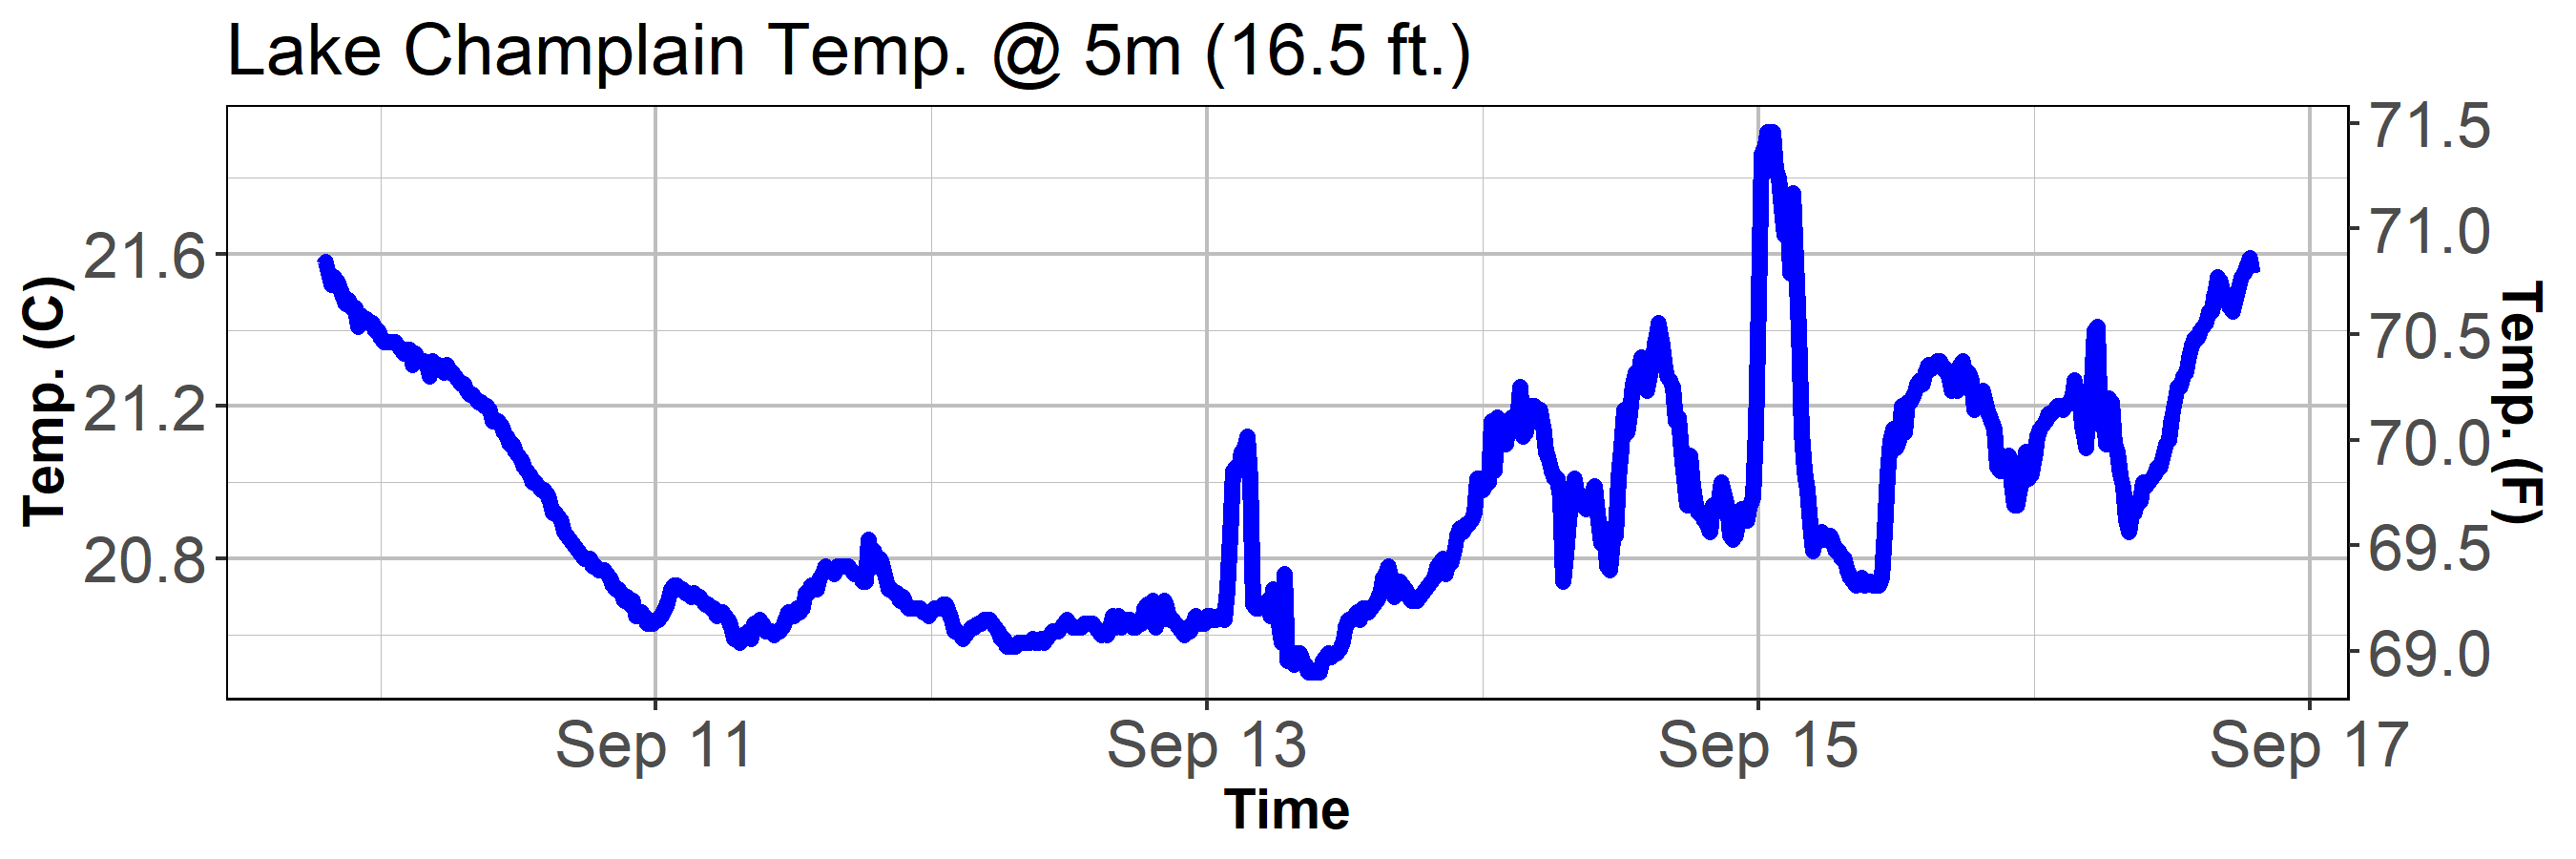 Lake Champlain Temp. @ 5m (16.5 ft.)
Temp. (C)
21.6
21.2
20.8
71.5
71.0
70.5
70.0
69.5
69.0
Temp. (F)
Sep 11 Sep 13 Sep 15 Sep 17
Time